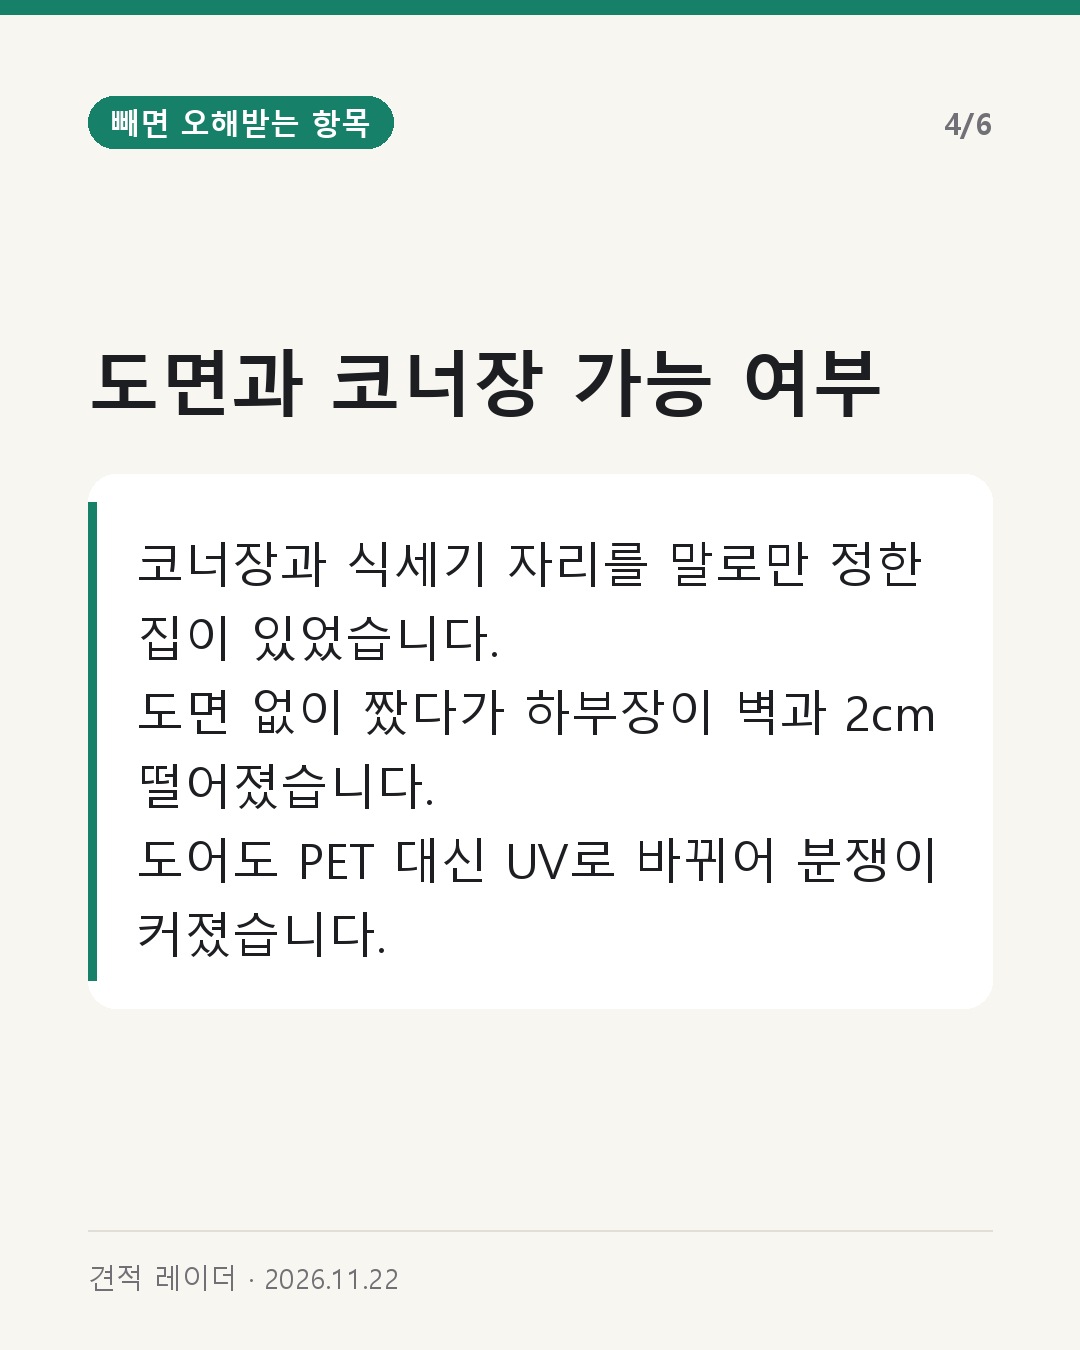 빼면 오해받는 항목
4/6
도면과 코너장 가능 여부
코너장과 식세기 자리를 말로만 정한
집이 있었습니다.
도면 없이 짰다가 하부장이 벽과 2cm
떨어졌습니다.
도어도 PET 대신 UV로 바뀌어 분쟁이
커졌습니다.
견적 레이더 · 2026.11.22